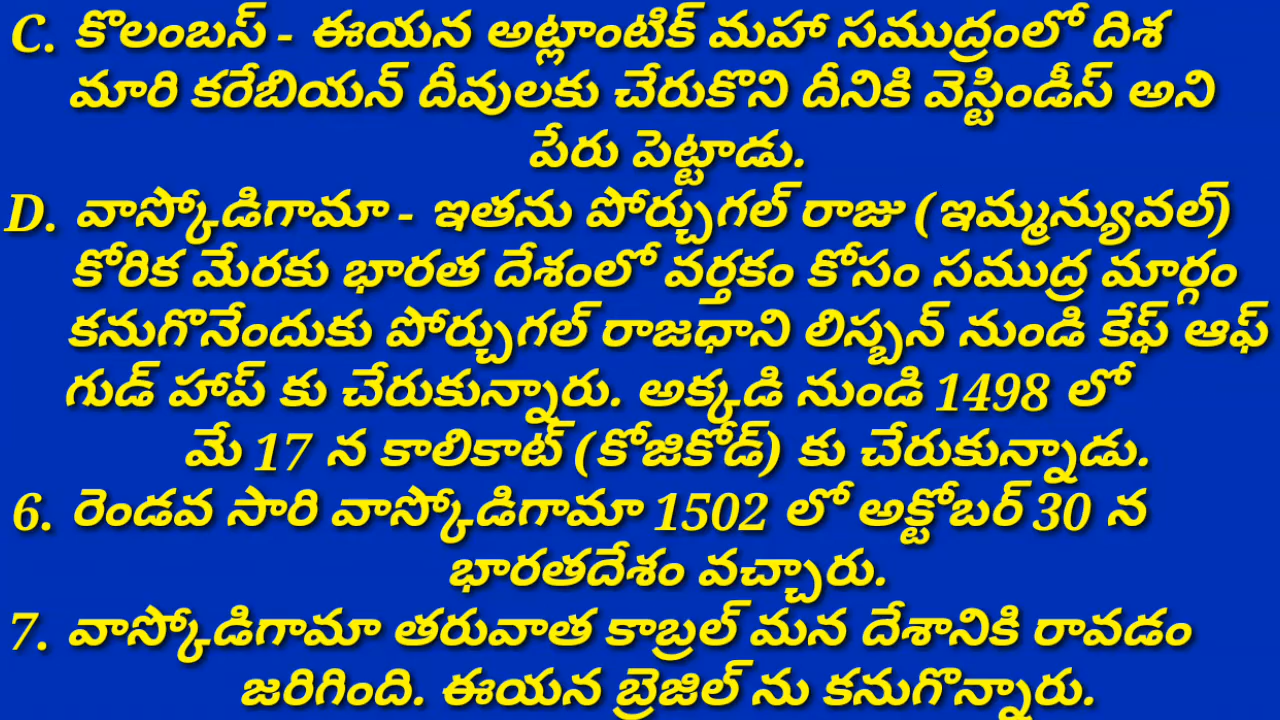 C. కొలంబస్ - ఈయన అట్లాంటిక్ మహా సముద్రంలో దిశ
మారి కరేబియన్ దీవులకు చేరుకొని దీనికి వెస్టిండీస్ అని
పేరు పెట్టాడు.
D. వాస్కోడిగామా - ఇతను పోర్చుగల్ రాజు (ఇమ్మన్యువల్)
కోరిక మేరకు భారత దేశంలో వర్తకం కోసం సముద్ర మార్గం
కనుగొనేందుకు పోర్చుగల్ రాజధాని లిస్బన్ నుండి కేఫ్ ఆఫ్
గుడ్ హాప్ కు చేరుకున్నారు. అక్కడి నుండి 1498 లో
మే 17 న కాలికాట్ (కోజికోడ్) కు చేరుకున్నాడు.
6. రెండవ సారి వాస్కోడిగామా 1502 లో అక్టోబర్ 30 న
భారతదేశం వచ్చారు.
7. వాస్కోడిగామా తరువాత కాబ్రల్ మన దేశానికి రావడం
జరిగింది. ఈయన బ్రెజిల్ ను కనుగొన్నారు.